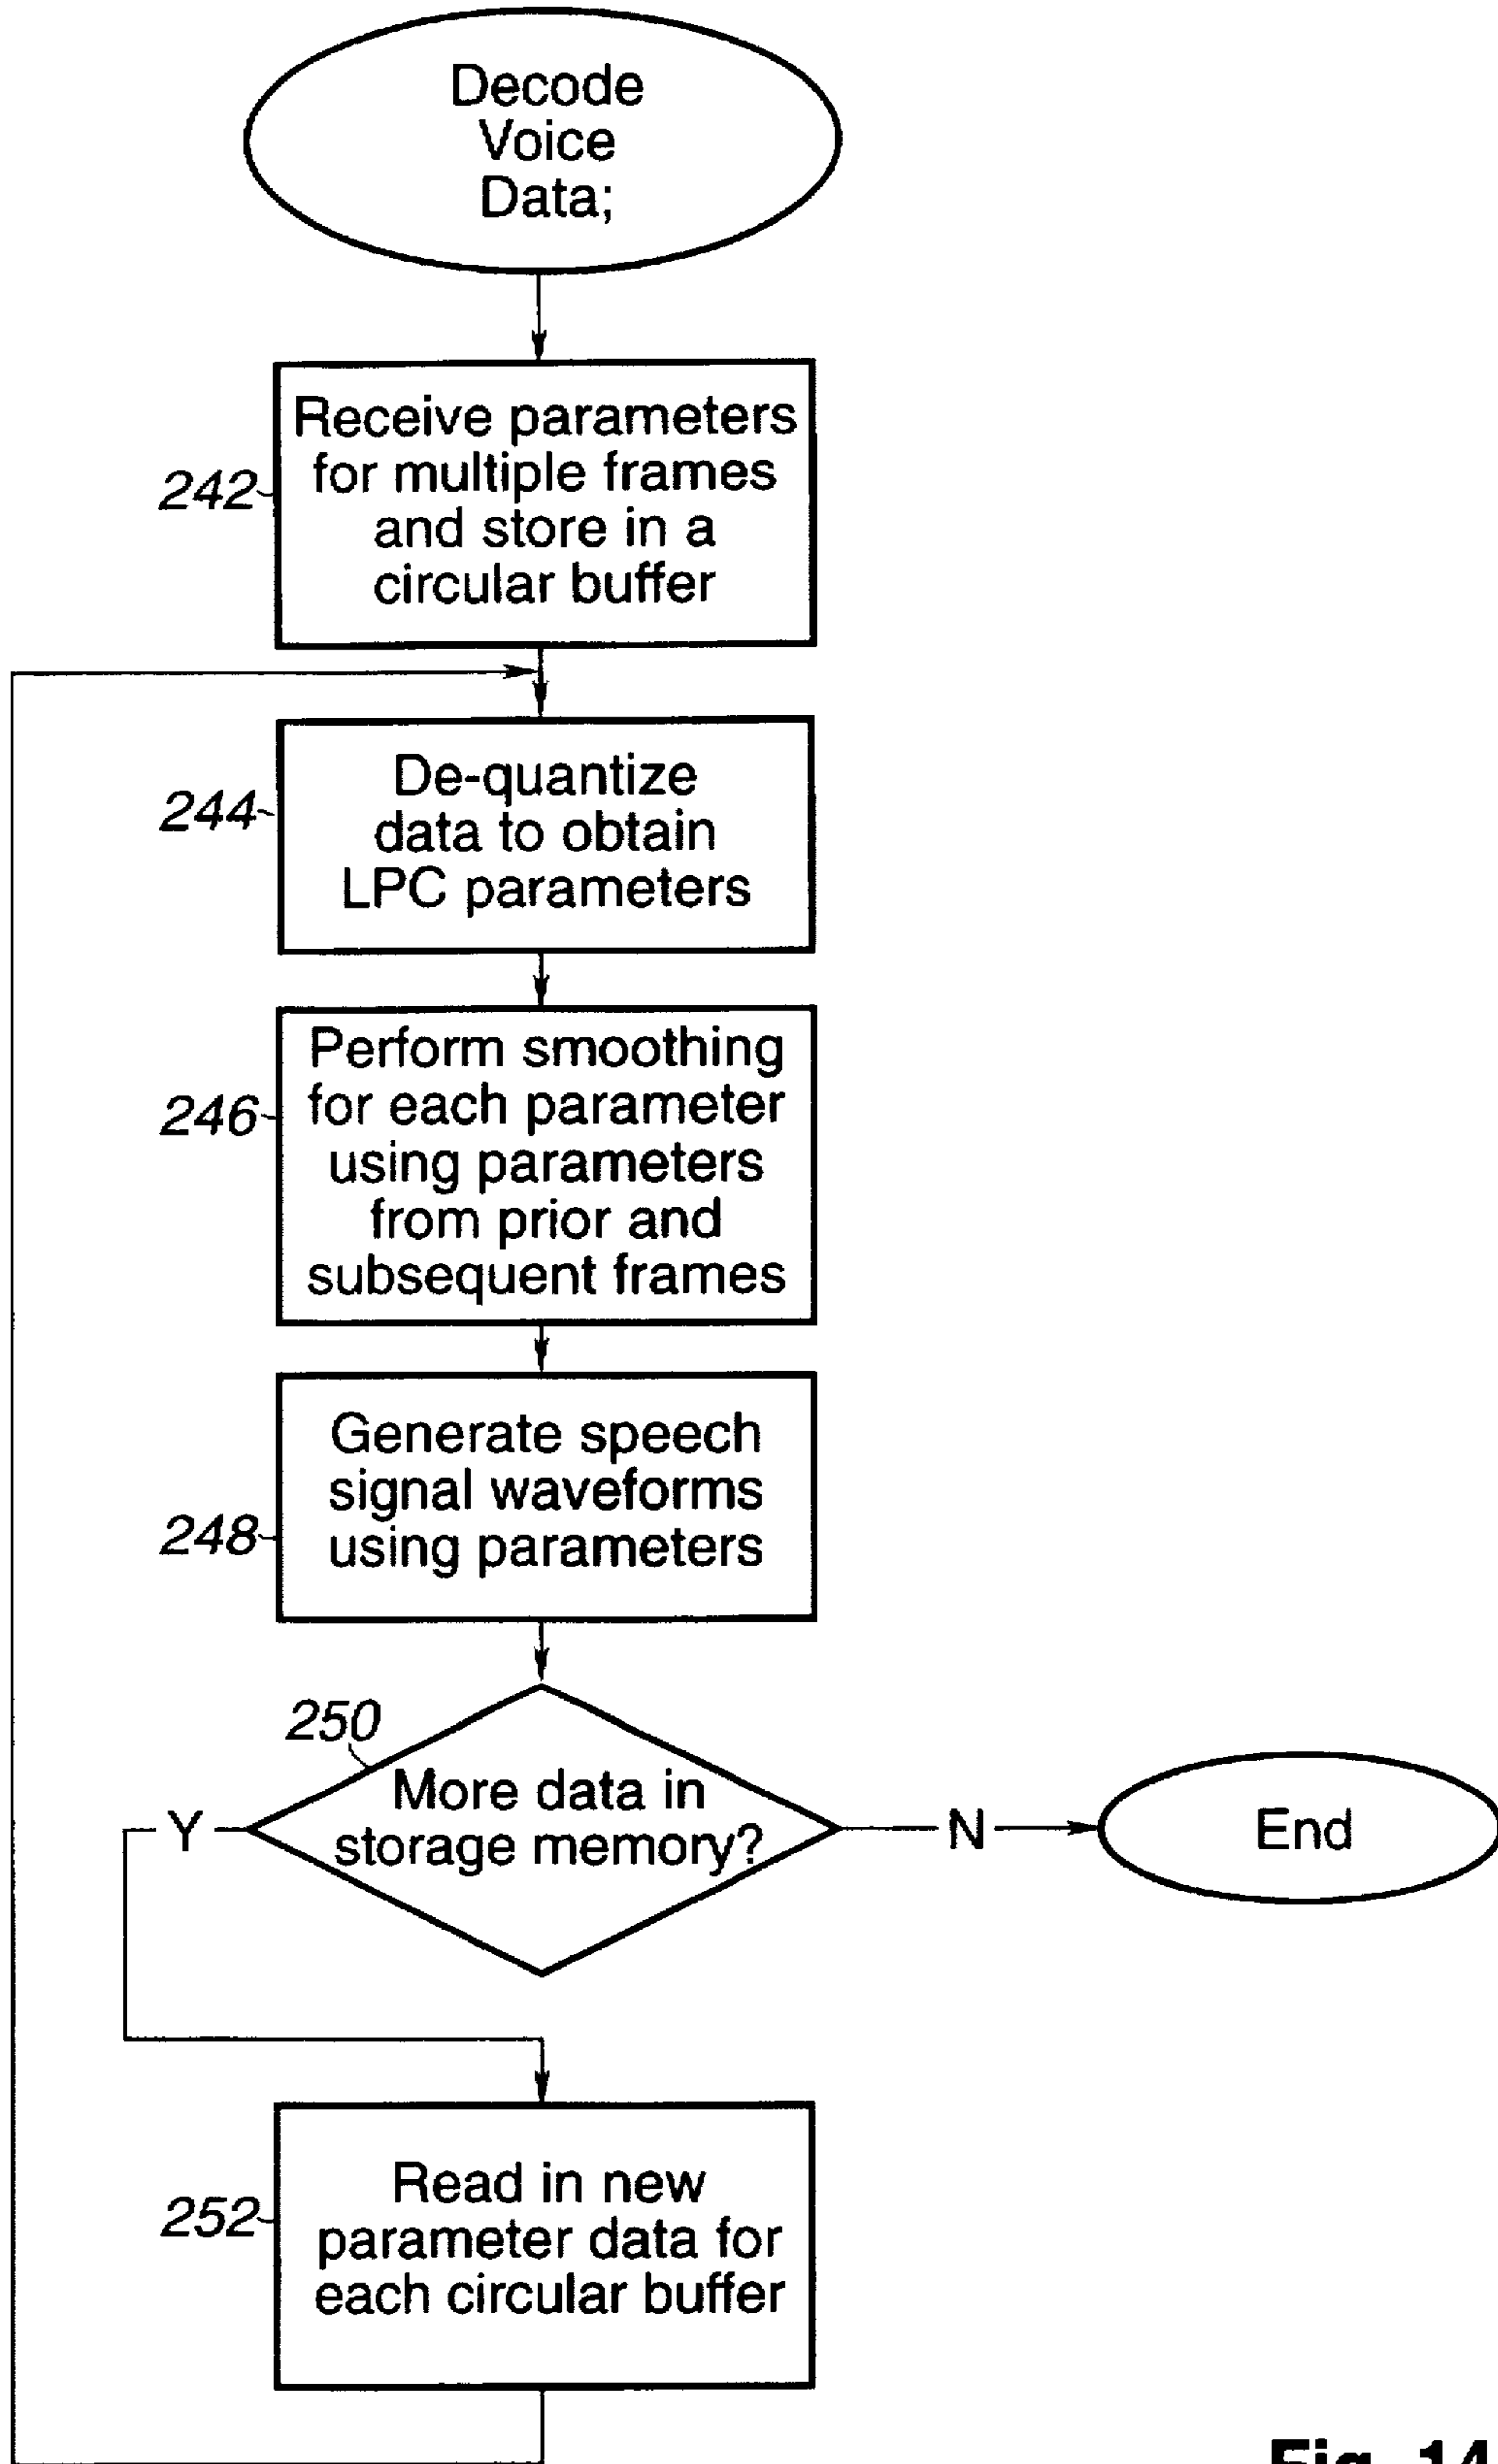 Decode
Voice
Data;
Receive parameters
for multiple frames
and store in a
circular buffer
242
De-quantize
data to obtain
LPC parameters
244
Perform smoothing
for each parameter
using parameters
from prior and
subsequent frames
246
Generate speech
signal waveforms
using parameters
248
250
More data in
storage memory?
Y
N
End
Read in new
parameter data for
each circular buffer
252
Fig. 14